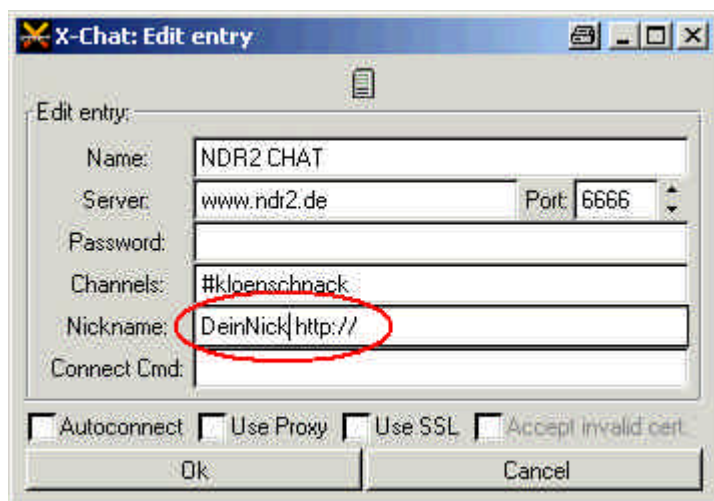 X-Chat: Edit entry
Edit entry:
Name: NDR2 CHAT
Server: www.ndr2.de Port: 6666
Password:
Channels: #kloenschnack
Nickname: DeinNick http://
Connect Cmd:
Autoconnect Use Proxy Use SSL Accept invalid cert.
Ok Cancel